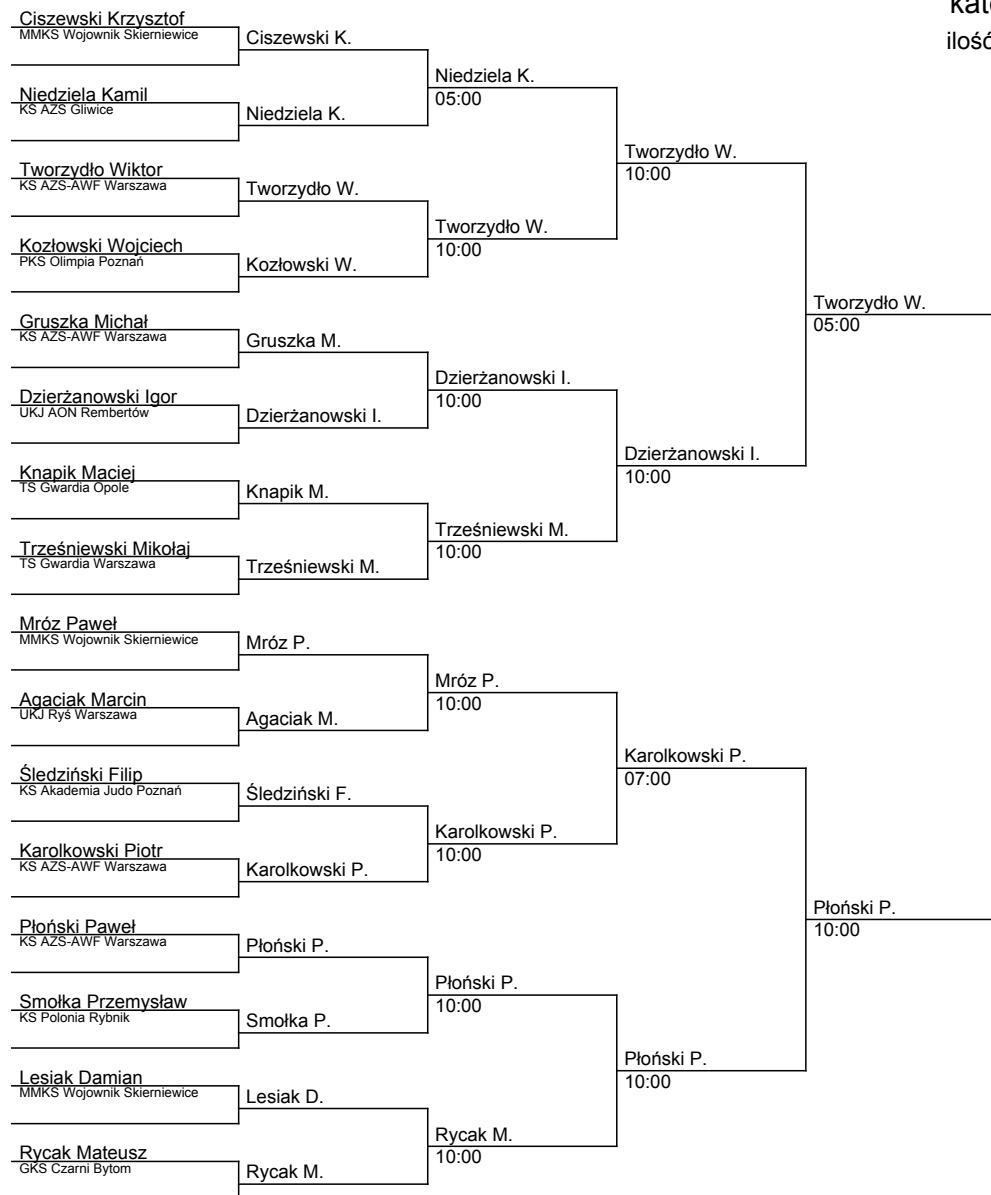 kate
ilość
Ciszewski Krzysztof
MMKS Wojownik Skierniewice
Niedziela Kamil
KS AZS Gliwice
Tworzydło Wiktor
KS AZS-AWF Warszawa
Kozłowski Wojciech
PKS Olimpia Poznań
Gruszka Michał
KS AZS-AWF Warszawa
Dzierżanowski Igor
UKJ AON Rembertów
Knapik Maciej
TS Gwardia Opole
Trześniewski Mikołaj
TS Gwardia Warszawa
Mróz Paweł
MMKS Wojownik Skierniewice
Agaciak Marcin
UKJ Ryś Warszawa
Śledziński Filip
KS Akademia Judo Poznań
Karolkowski Piotr
KS AZS-AWF Warszawa
Płoński Paweł
KS AZS-AWF Warszawa
Smołka Przemysław
KS Polonia Rybnik
Lesiak Damian
MMKS Wojownik Skierniewice
Rycak Mateusz
GKS Czarni Bytom
Ciszewski K.
Niedziela K.
Tworzydło W.
Kozłowski W.
Gruszka M.
Dzierżanowski I.
Knapik M.
Trześniewski M.
Mróz P.
Agaciak M.
Śledziński F.
Karolkowski P.
Płoński P.
Smołka P.
Lesiak D.
Rycak M.
Niedziela K.
05:00
Tworzydło W.
10:00
Dzierżanowski I.
10:00
Trześniewski M.
10:00
Mróz P.
10:00
Karolkowski P.
10:00
Płoński P.
10:00
Rycak M.
10:00
Tworzydło W.
10:00
Dzierżanowski I.
10:00
Karolkowski P.
07:00
Płoński P.
10:00
Tworzydło W.
05:00
Płoński P.
10:00